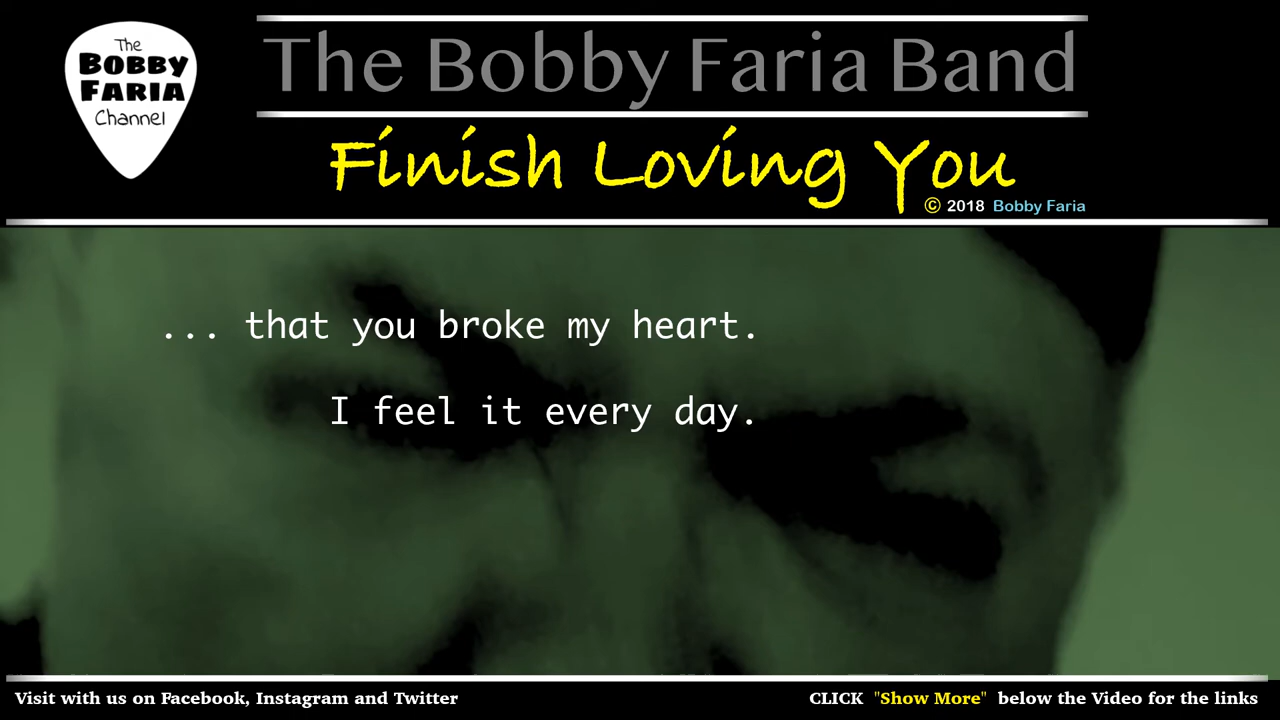 The
BOBBY
FARIA
Channel
The Bobby Faria Band
Finish Loving You
© 2018 Bobby Faria
... that you broke my heart.
I feel it every day.
Visit with us on Facebook, Instagram and Twitter
CLICK "Show More" below the Video for the links